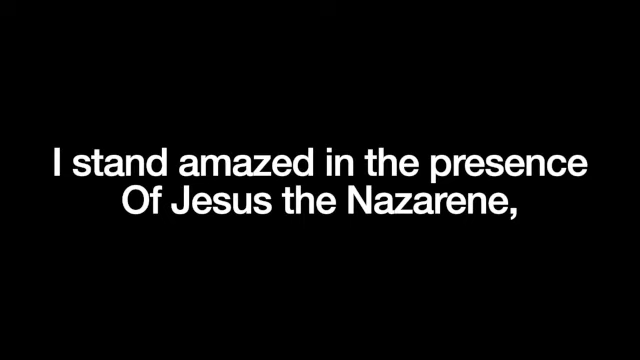 I stand amazed in the presence
Of Jesus the Nazarene,